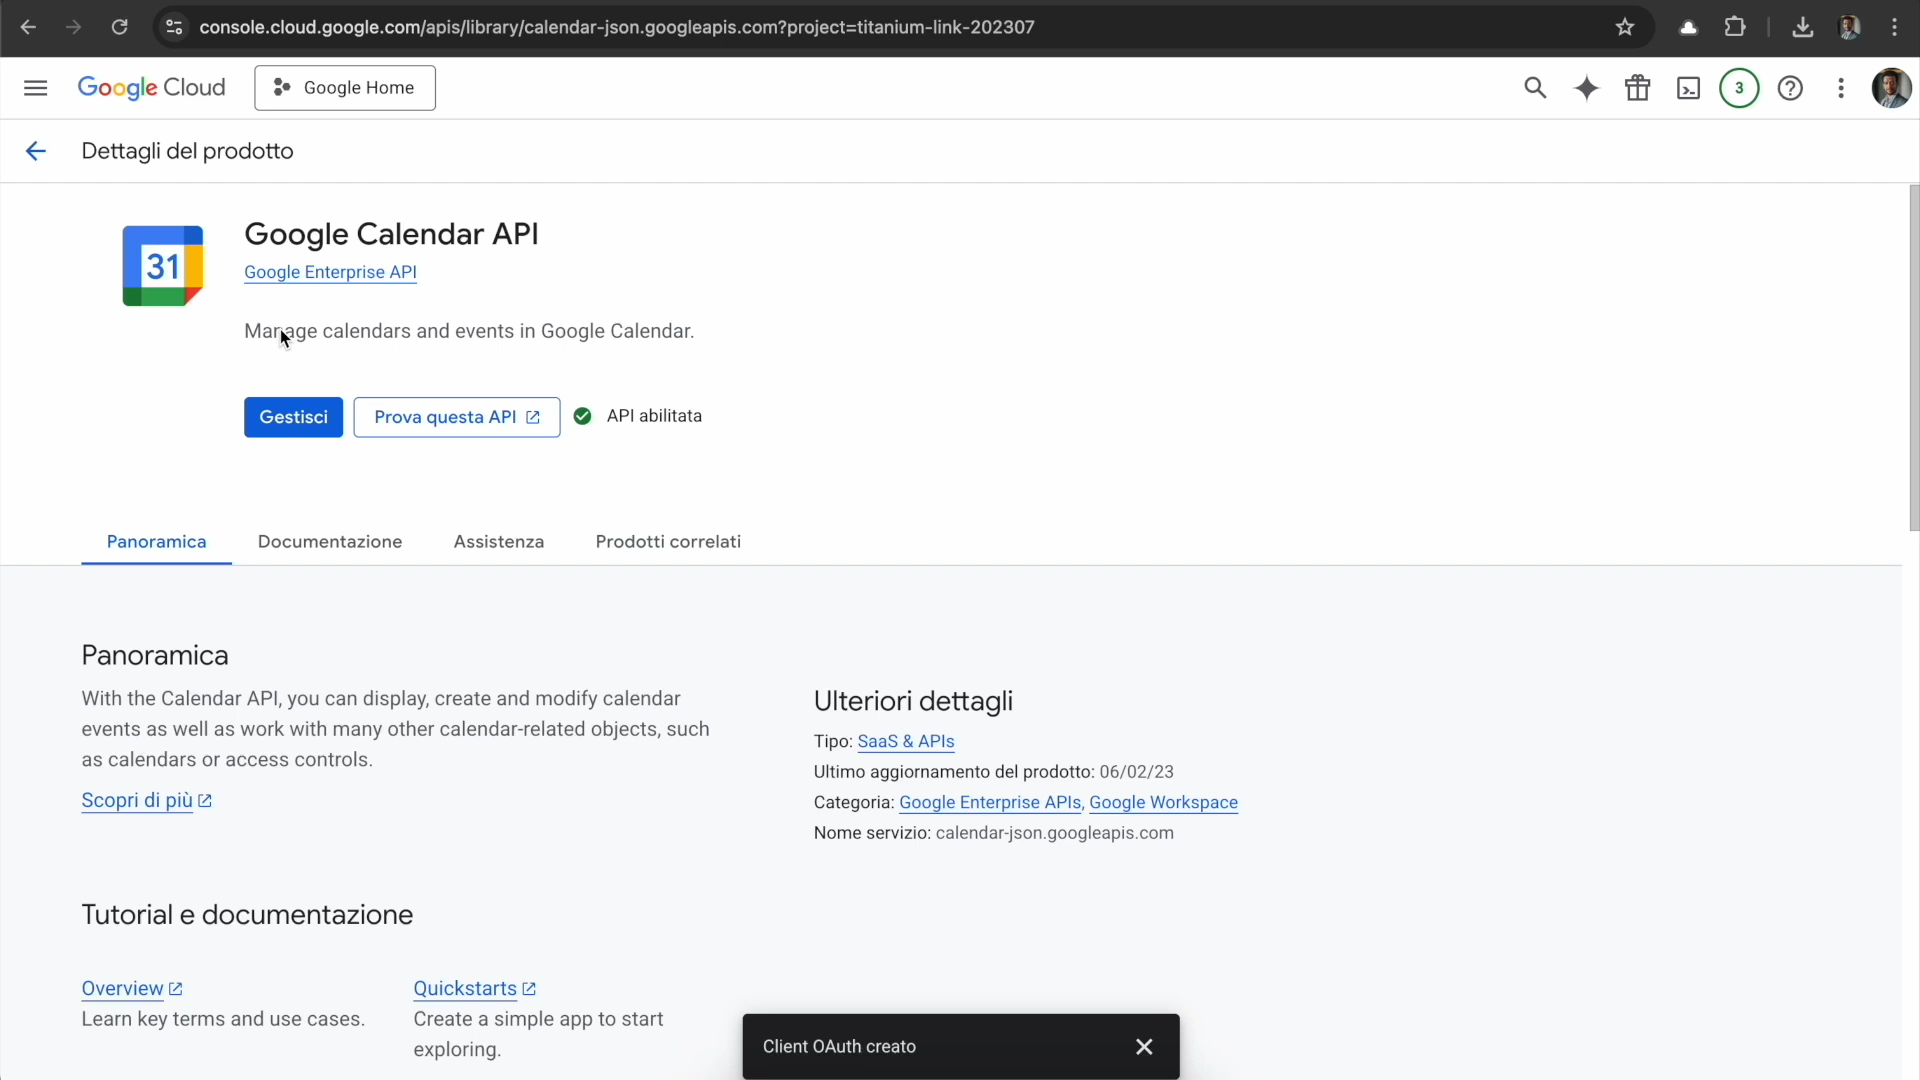 console.cloud.google.com/apis/library/calendar-json.googleapis.com?project=titanium-link-202307
Google Cloud
Google Home
3
Dettagli del prodotto
31
Google Calendar API
Google Enterprise API
Manage calendars and events in Google Calendar.
Gestisci
Prova questa API
API abilitata
Panoramica
Documentazione
Assistenza
Prodotti correlati
Panoramica
With the Calendar API, you can display, create and modify calendar
events as well as work with many other calendar-related objects, such
as calendars or access controls.
Scopri di più
Ulteriori dettagli
Tipo: SaaS & APIs
Ultimo aggiornamento del prodotto: 06/02/23
Categoria: Google Enterprise APIs, Google Workspace
Nome servizio: calendar-json.googleapis.com
Tutorial e documentazione
Overview
Learn key terms and use cases.
Quickstarts
Create a simple app to start
exploring.
Client OAuth creato